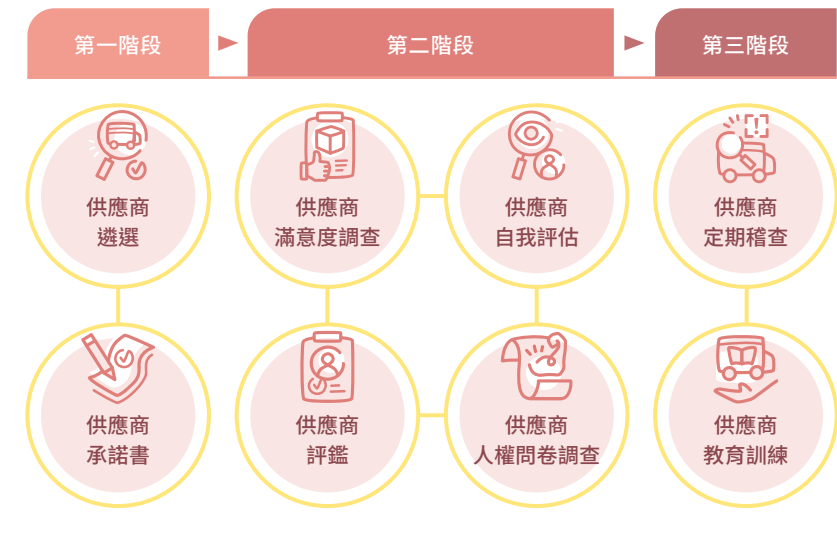 第一階段
第二階段
第三階段
供應商
遴選
供應商
滿意度調查
供應商
自我評估
供應商
定期稽查
供應商
承諾書
供應商
評鑑
供應商
人權問卷調查
供應商
教育訓練